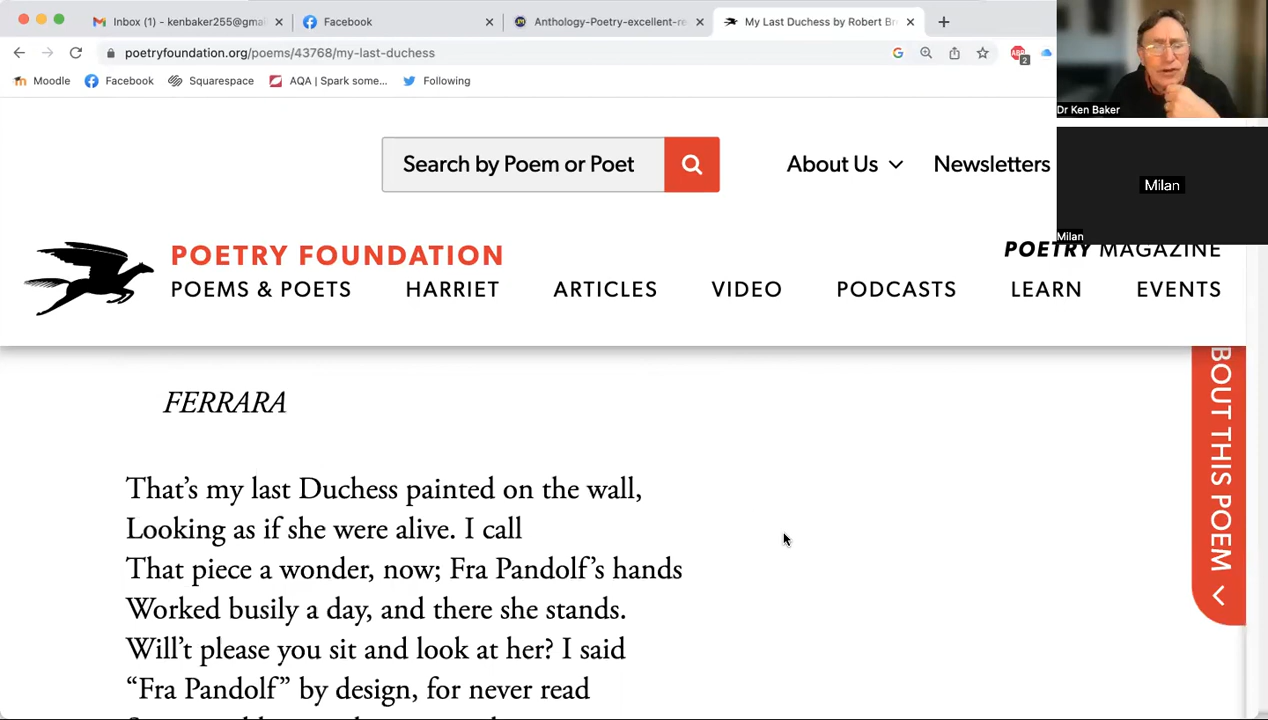 Inbox (1) - kenbaker255@gmai
Facebook
Anthology-Poetry-excellent-re
My Last Duchess by Robert Br
poetryfoundation.org/poems/43768/my-last-duchess
ABP
2
Moodle
Facebook
Squarespace
AQA | Spark some...
Following
Dr Ken Baker
Milan
Milan
Search by Poem or Poet
About Us
Newsletters
POETRY FOUNDATION
POETRY MAGAZINE
POEMS & POETS
HARRIET
ARTICLES
VIDEO
PODCASTS
LEARN
EVENTS
BOUT THIS POEM
FERRARA
That’s my last Duchess painted on the wall,
Looking as if she were alive. I call
That piece a wonder, now; Fra Pandolf’s hands
Worked busily a day, and there she stands.
Will’t please you sit and look at her? I said
“Fra Pandolf” by design, for never read